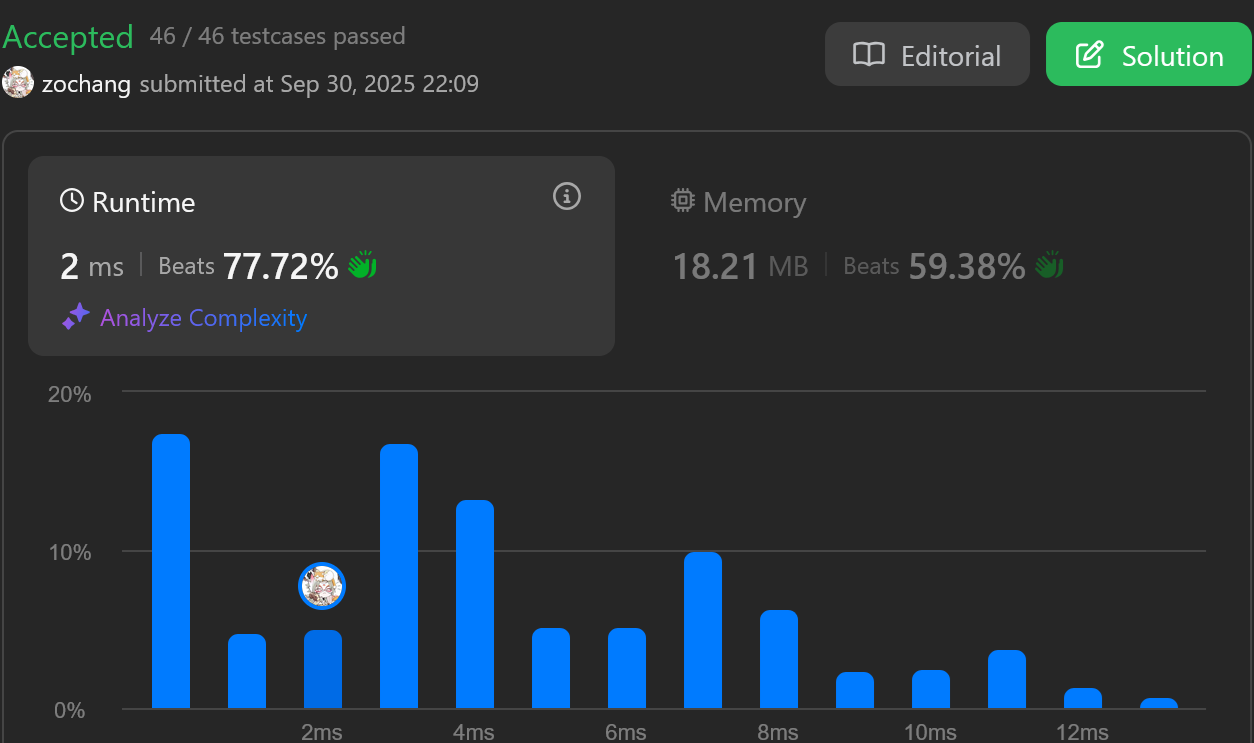 Accepted 46 / 46 testcases passed
zochang submitted at Sep 30, 2025 22:09
Editorial
Solution
Runtime
2 ms | Beats 77.72%
Analyze Complexity
Memory
18.21 MB | Beats 59.38%
20%
10%
0%
2ms 4ms 6ms 8ms 10ms 12ms